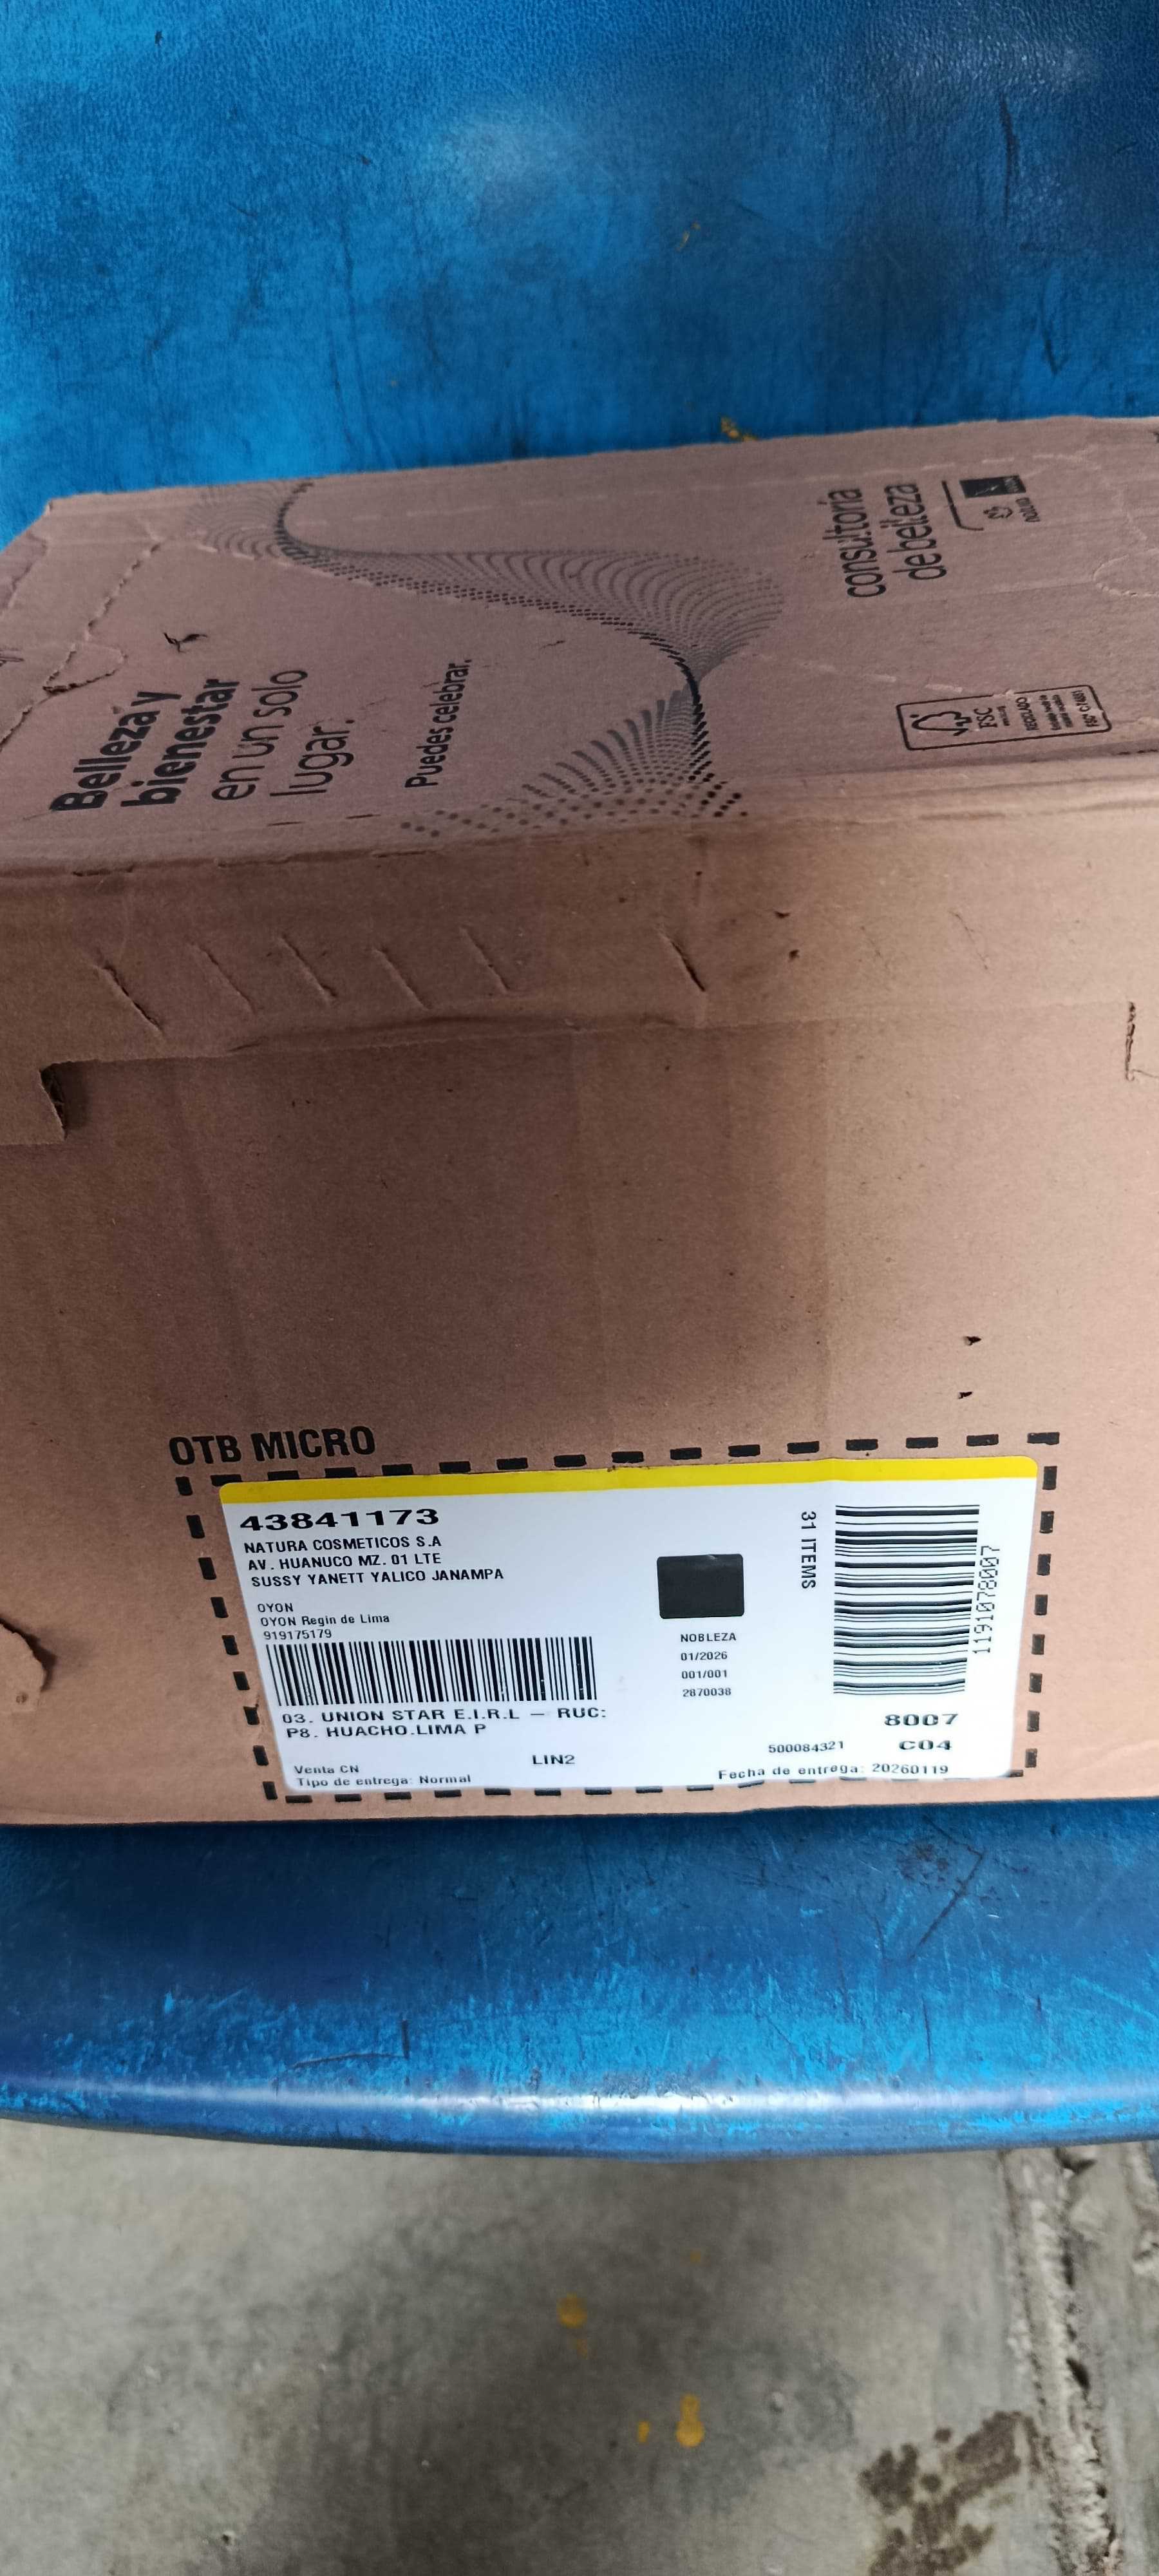 Belleza y
bienestar
en un solo
lugar.
Puedes celebrar.
consultoría
de belleza
FSC
RECICLADO
OTB MICRO
43841173
NATURA COSMETICOS S.A
AV. HUANUCO MZ. 01 LTE
SUSSY YANETT YALICO JANAMPA
OYON
OYON Regin de Lima
919175179
03. UNION STAR E.I.R.L — RUC:
P8. HUACHO.LIMA P
Venta CN
Tipo de entrega: Normal
LIN2
NOBLEZA
01/2026
001/001
2870038
31 ITEMS
1191078007
8007
C04
500084321
Fecha de entrega: 20260119